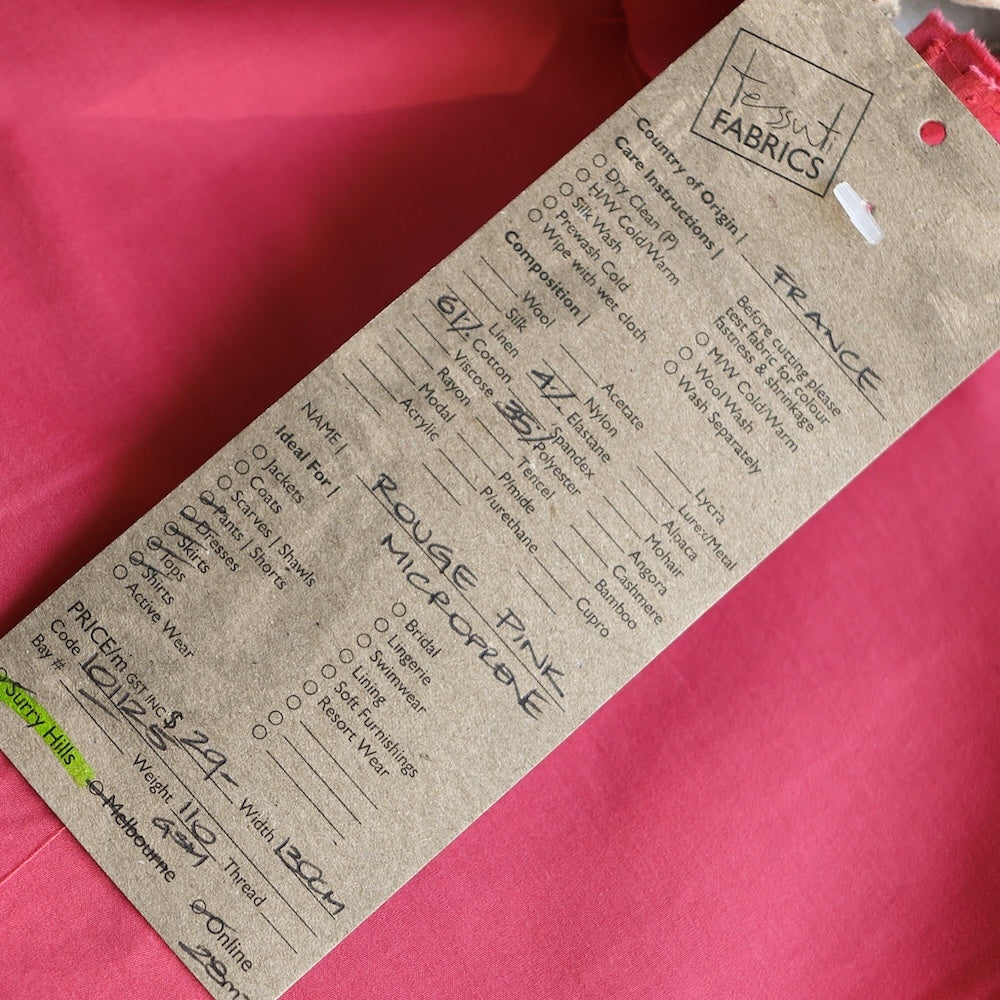 tessuti
FABRICS
Country of Origin | FRANCE
Care Instructions |
Dry Clean (P)
H/W Cold/Warm
Silk Wash
Prewash Cold
Wipe with wet cloth
Before cutting please
test fabric for colour
fastness & shrinkage
M/W Cold/Warm
Wool Wash
Wash Separately
Composition |
Wool
Silk
Linen
61% Cotton
Viscose
Rayon
Modal
Acrylic
Acetate
Nylon
4% Elastane
Spandex
35% Polyester
Tencel
P/mide
P/urethane
Lycra
Lurex/Metal
Alpaca
Mohair
Angora
Cashmere
Bamboo
Cupro
NAME | ROUGE PINK
MICROPRENE
Ideal For |
Jackets
Coats
Scarves | Shawls
Pants | Shorts
Dresses
Skirts
Tops
Shirts
Active Wear
Bridal
Lingerie
Swimwear
Lining
Soft Furnishings
Resort Wear
PRICE/m GST INC $29- Width 130cm
Code Weight 110 GSM Thread
Bay #
Surry Hills
Melbourne
Online
28m